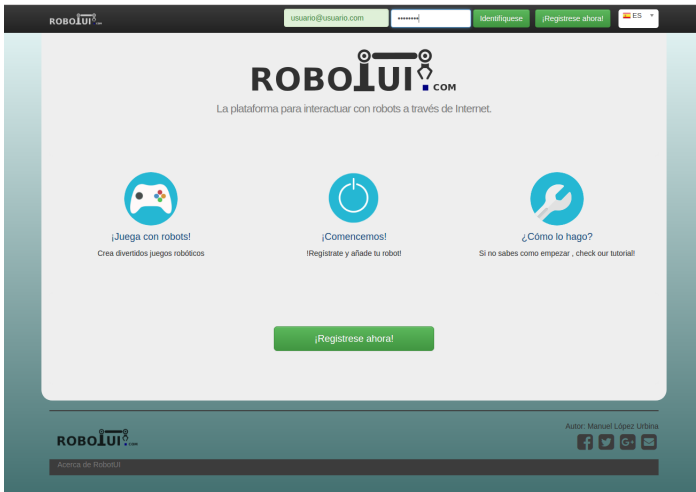 ROBOTUI.COM
usuario@usuario.com
Identifíquese
¡Registrese ahora!
ES
ROBOTUI.COM
La plataforma para interactuar con robots a través de Internet.
¡Juega con robots!
¡Comencemos!
¿Cómo lo hago?
Crea divertidos juegos robóticos
!Regístrate y añade tu robot!
Si no sabes como empezar , check our tutorial!
¡Registrese ahora!
Autor: Manuel López Urbina
ROBOTUI.COM
Acerca de RobotUI